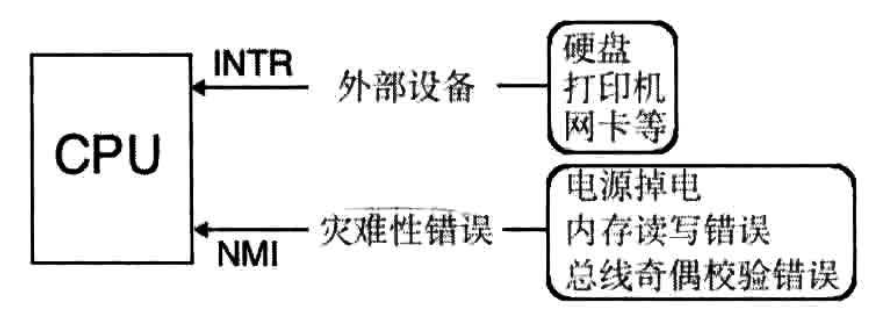 INTR
外部设备
硬盘
打印机
网卡等
CPU
NMI
灾难性错误
电源掉电
内存读写错误
总线奇偶校验错误